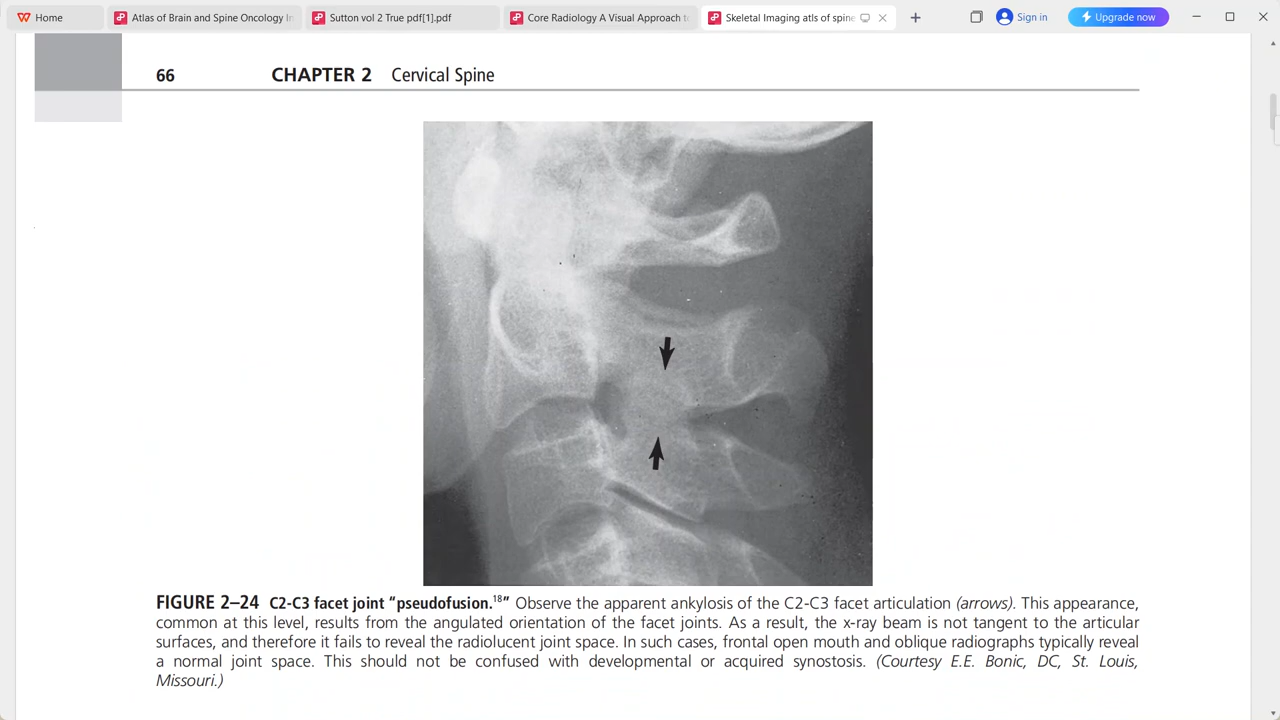 Home
Atlas of Brain and Spine Oncology I
Sutton vol 2 True pdf[1].pdf
Core Radiology A Visual Approach t
Skeletal Imaging atls of spine
Sign in
Upgrade now
66 CHAPTER 2 Cervical Spine
FIGURE 2–24 C2-C3 facet joint “pseudofusion.18” Observe the apparent ankylosis of the C2-C3 facet articulation (arrows). This appearance,
common at this level, results from the angulated orientation of the facet joints. As a result, the x-ray beam is not tangent to the articular
surfaces, and therefore it fails to reveal the radiolucent joint space. In such cases, frontal open mouth and oblique radiographs typically reveal
a normal joint space. This should not be confused with developmental or acquired synostosis. (Courtesy E.E. Bonic, DC, St. Louis,
Missouri.)